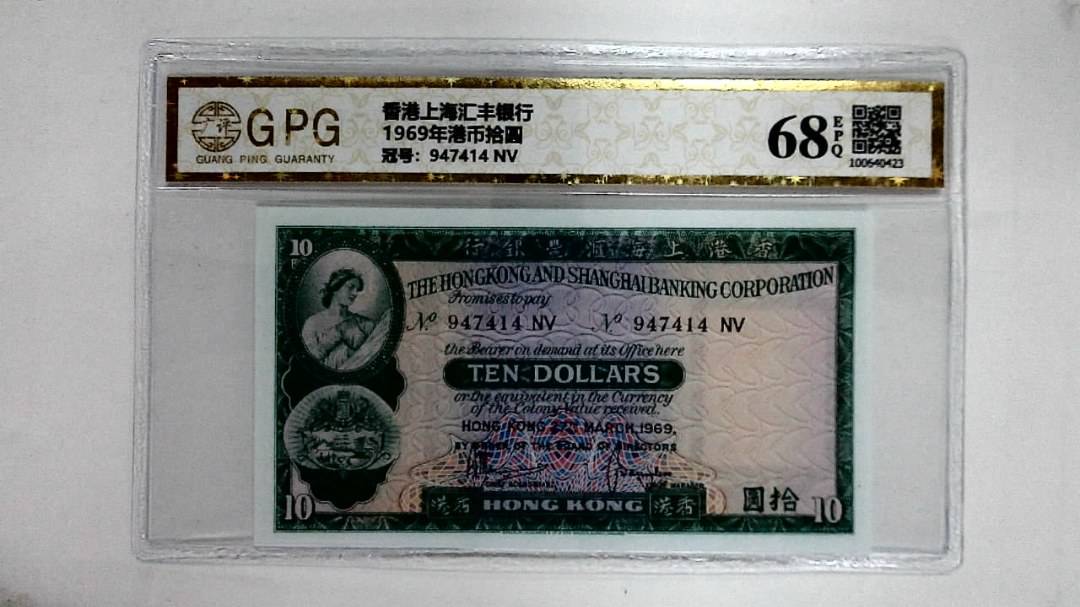 GPG
GUANG PING GUARANTY
香港上海汇丰银行
1969年港币拾圆
冠号: 947414 NV
68 EPQ
100640423
10
行銀豐滙海上港香
THE HONGKONG AND SHANGHAI BANKING CORPORATION
Promises to pay
Nº 947414 NV Nº 947414 NV
the Bearer on demand at its Office here
TEN DOLLARS
or the equivalent in the Currency
of the Colony Value received.
HONG KONG 27TH MARCH, 1969.
BY ORDER OF THE BOARD OF DIRECTORS
10 港香 HONG KONG 港香 圓拾 10